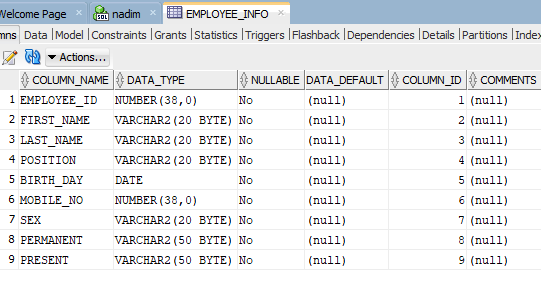 Welcome Page × nadim × EMPLOYEE_INFO ×
mns Data Model Constraints Grants Statistics Triggers Flashback Dependencies Details Partitions Index
SQL
Actions...
COLUMN_NAME DATA_TYPE NULLABLE DATA_DEFAULT COLUMN_ID COMMENTS
1 EMPLOYEE_ID NUMBER(38,0) No (null) 1 (null)
2 FIRST_NAME VARCHAR2(20 BYTE) No (null) 2 (null)
3 LAST_NAME VARCHAR2(20 BYTE) No (null) 3 (null)
4 POSITION VARCHAR2(20 BYTE) No (null) 4 (null)
5 BIRTH_DAY DATE No (null) 5 (null)
6 MOBILE_NO NUMBER(38,0) No (null) 6 (null)
7 SEX VARCHAR2(20 BYTE) No (null) 7 (null)
8 PERMANENT VARCHAR2(50 BYTE) No (null) 8 (null)
9 PRESENT VARCHAR2(50 BYTE) No (null) 9 (null)